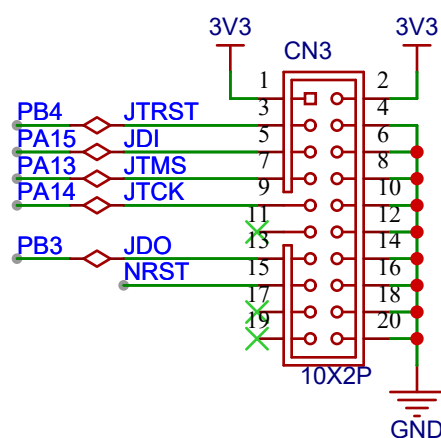 3V3 3V3
CN3
1 2
PB4 JTRST 3 4
PA15 JDI 5 6
PA13 JTMS 7 8
PA14 JTCK 9 10
11 12
PB3 JDO 13 14
NRST 15 16
17 18
19 20
10X2P
GND